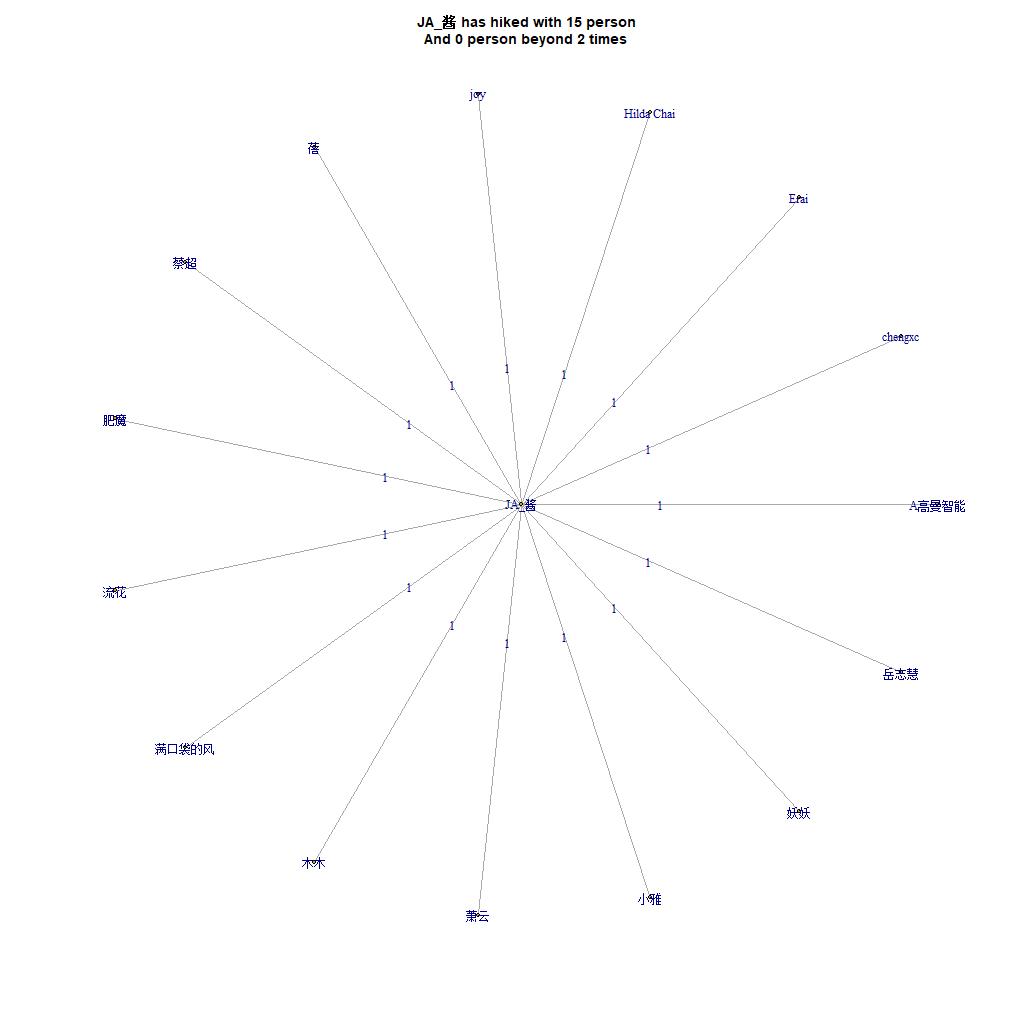 JA_酱 has hiked with 15 person
And 0 person beyond 2 times
joy
Hilda Chai
蓓
Erai
蔡超
chengxc
1
1
1
1
1
肥魔
1
1
1
JA_酱
1
A高曼智能
1
1
流花
1
1
1
1
1
岳志慧
满口袋的风
妖妖
木木
小雅
萧云